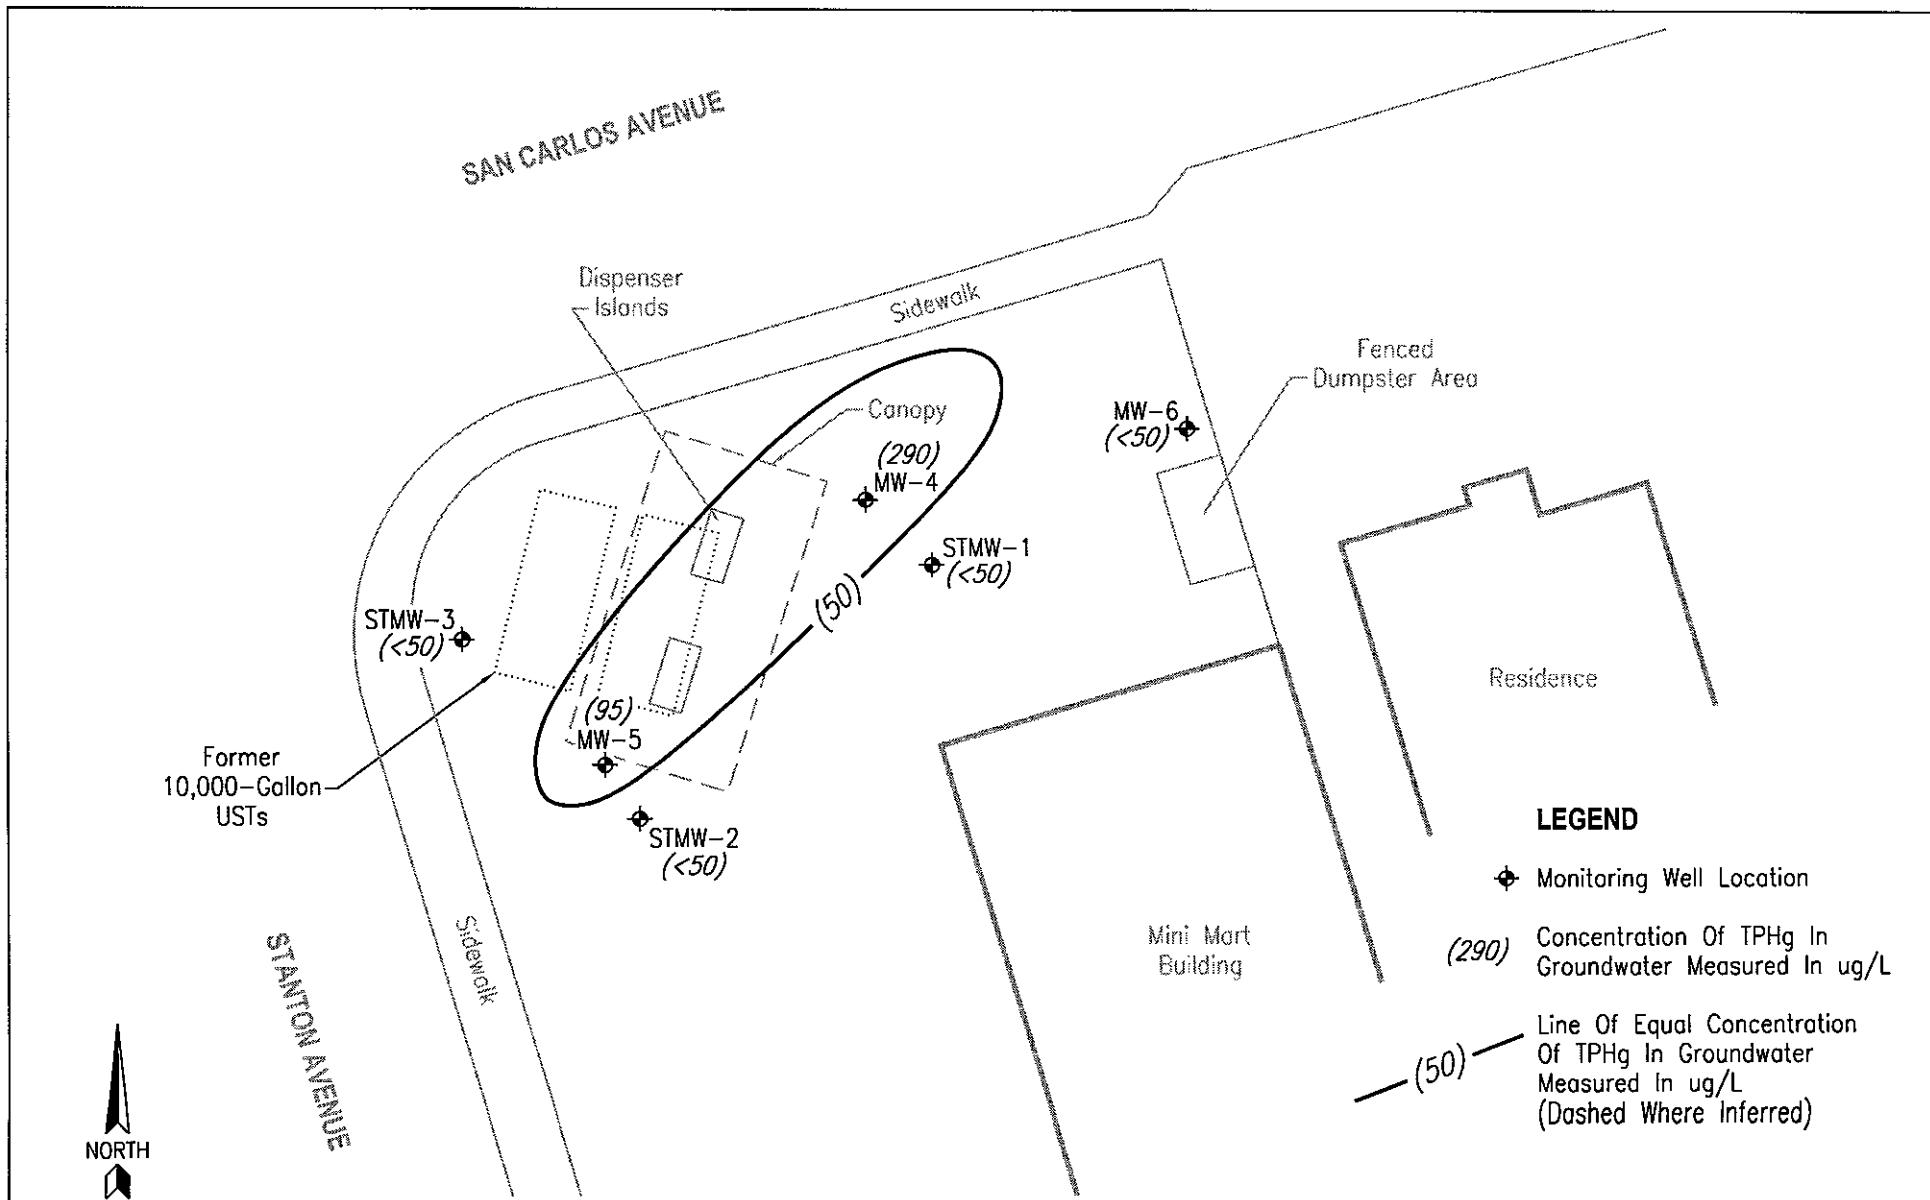 SAN CARLOS AVENUE
Dispenser
Islands
Sidewalk
Fenced
Dumpster Area
Canopy
MW-6
(<50)
(290)
MW-4
STMW-1
(<50)
(50)
STMW-3
(<50)
Residence
(95)
MW-5
Former
10,000-Gallon
USTs
STMW-2
(<50)
LEGEND
Monitoring Well Location
(290)
Concentration Of TPHg In
Groundwater Measured In ug/L
Mini Mart
Building
Sidewalk
STANTON AVENUE
(50)
Line Of Equal Concentration
Of TPHg In Groundwater
Measured In ug/L
(Dashed Where Inferred)
NORTH